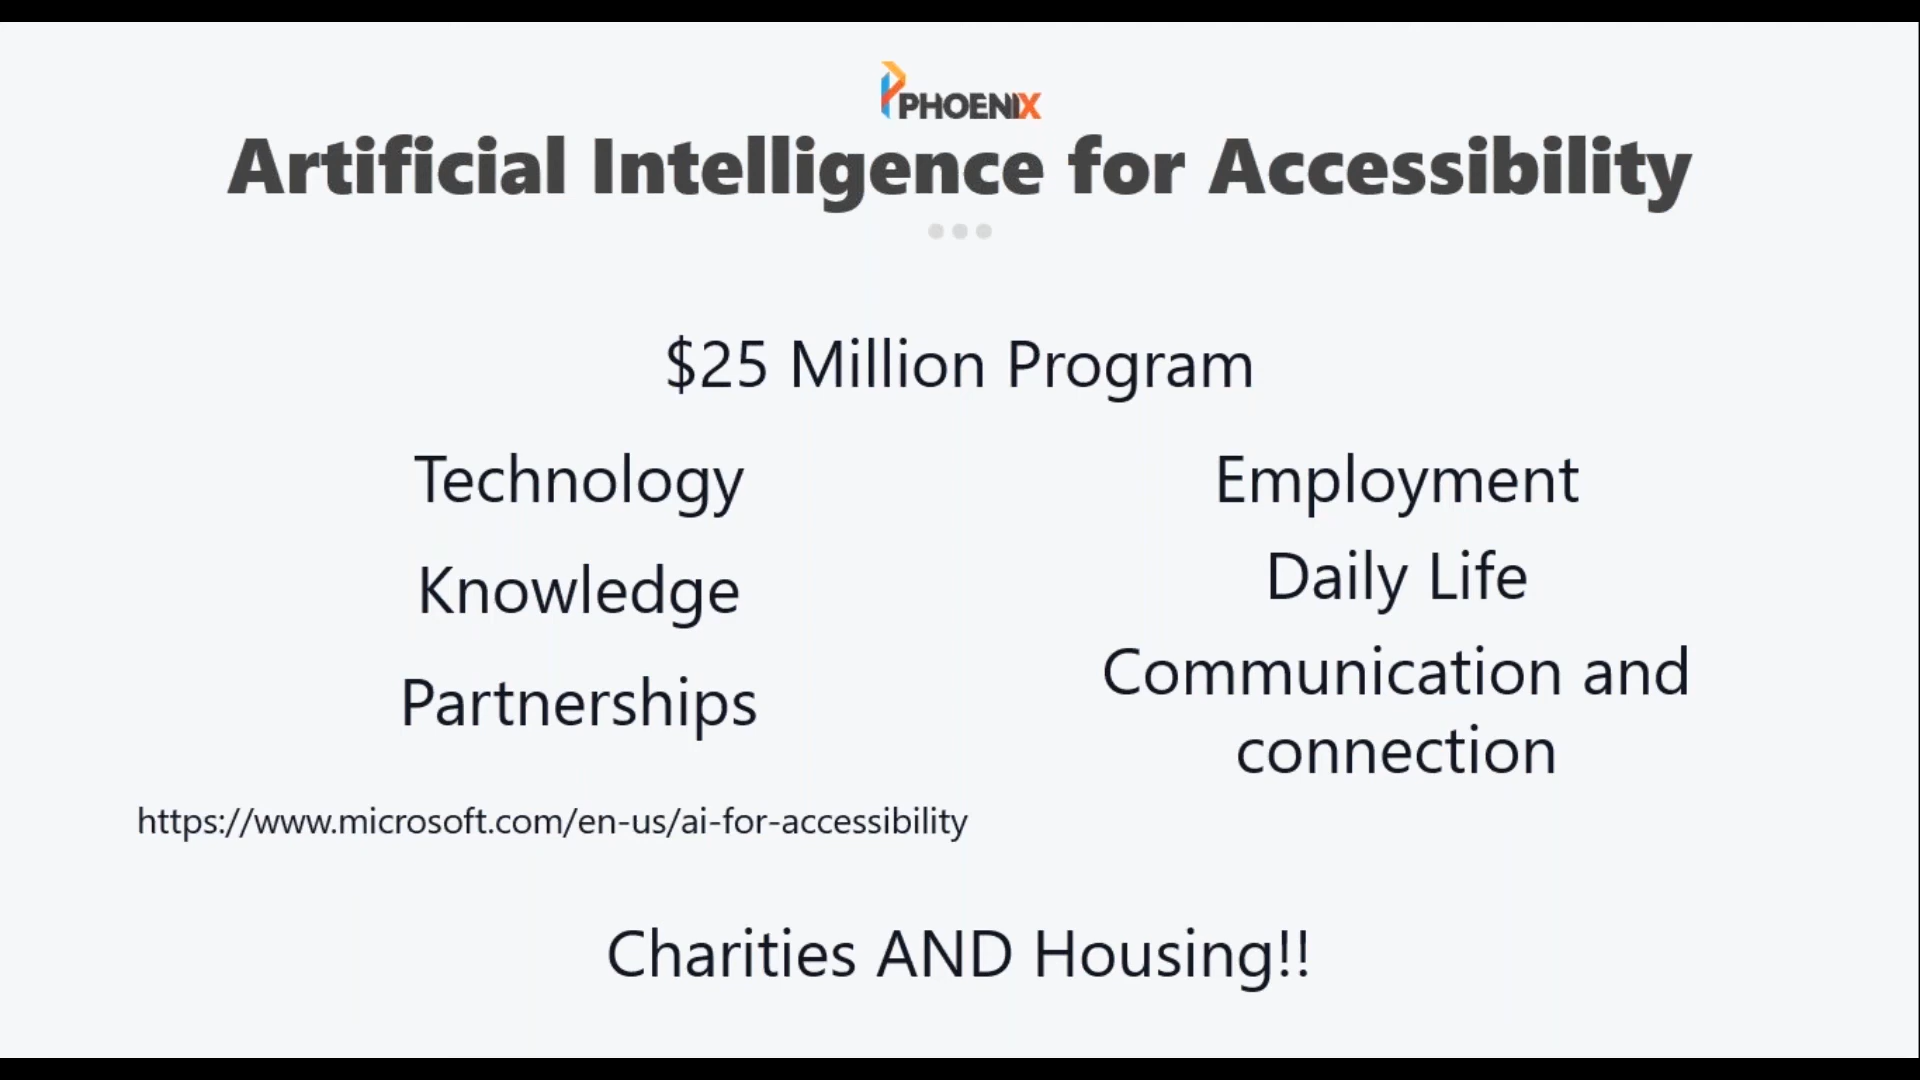 PHOENIX
Artificial Intelligence for Accessibility
$25 Million Program
Technology
Knowledge
Partnerships
https://www.microsoft.com/en-us/ai-for-accessibility
Employment
Daily Life
Communication and
connection
Charities AND Housing!!